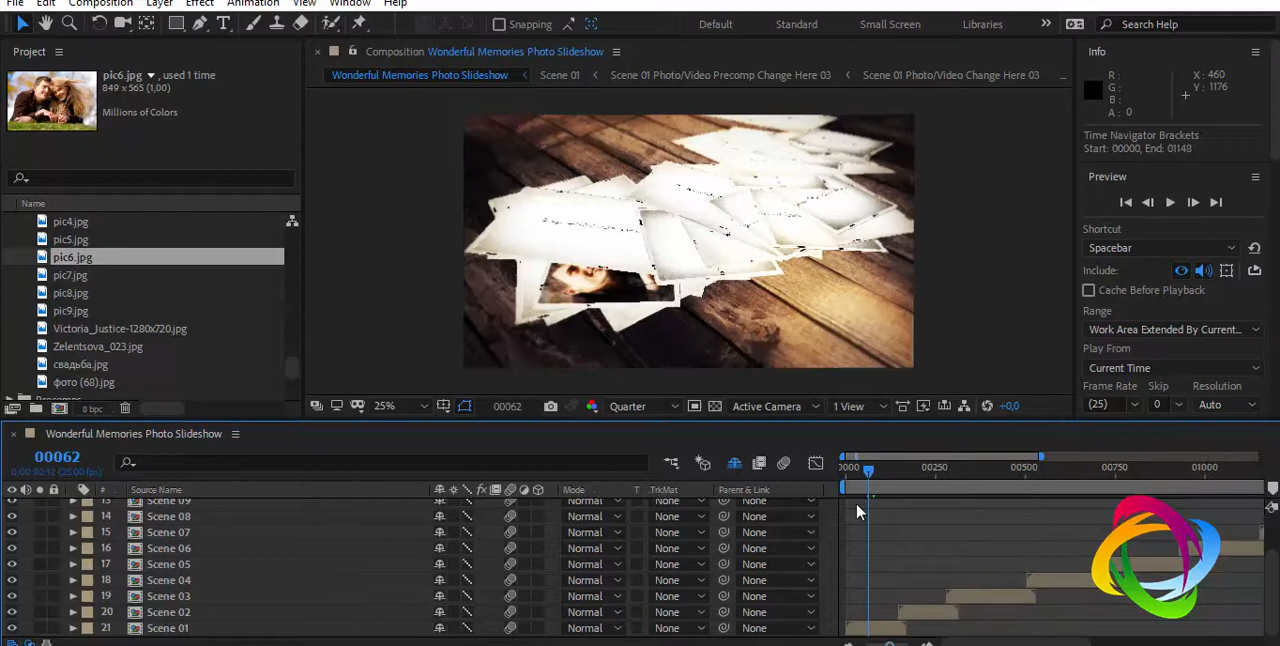 File Edit Composition Layer Effect Animation View Window Help
Snapping Default Standard Small Screen Libraries Search Help
Project
pic6.jpg , used 1 time
849 x 565 (1,00)
Millions of Colors
Name
pic4.jpg
pic5.jpg
pic6.jpg
pic7.jpg
pic8.jpg
pic9.jpg
Victoria_Justice-1280x720.jpg
Zelentsova_023.jpg
свадьба.jpg
фото (68).jpg
8 bpc
Composition Wonderful Memories Photo Slideshow
Wonderful Memories Photo Slideshow Scene 01 Scene 01 Photo/Video Precomp Change Here 03 Scene 01 Photo/Video Change Here 03
25% 00062 Quarter Active Camera 1 View +0,0
Info
R : X : 460
G : Y : 1176
B :
A : 0
Time Navigator Brackets
Start: 00000, End: 01148
Preview
Shortcut
Spacebar
Include:
Cache Before Playback
Range
Work Area Extended By Current...
Play From
Current Time
Frame Rate Skip Resolution
(25) 0 Auto
Wonderful Memories Photo Slideshow
00062
0:00:02:12 (25.00 fps)
0000 00250 00500 00750 01000
# Source Name Mode T .TrkMat Parent & Link
13 Scene 09 Normal None None
14 Scene 08 Normal None None
15 Scene 07 Normal None None
16 Scene 06 Normal None None
17 Scene 05 Normal None None
18 Scene 04 Normal None None
19 Scene 03 Normal None None
20 Scene 02 Normal None None
21 Scene 01 Normal None None